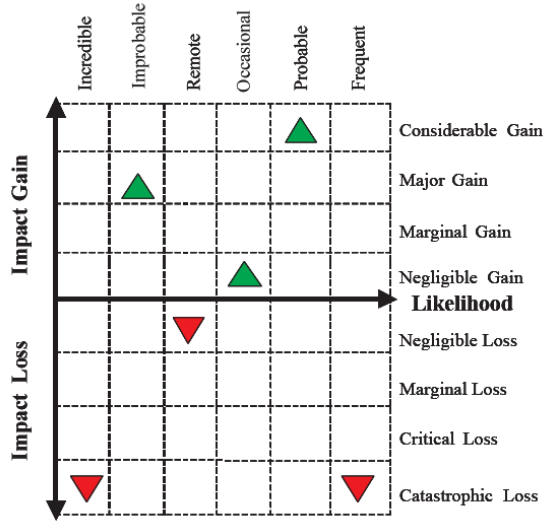 Incredible
Improbable
Remote
Occasional
Probable
Frequent
Impact Gain
Considerable Gain
Major Gain
Marginal Gain
Negligible Gain
Likelihood
Impact Loss
Negligible Loss
Marginal Loss
Critical Loss
Catastrophic Loss